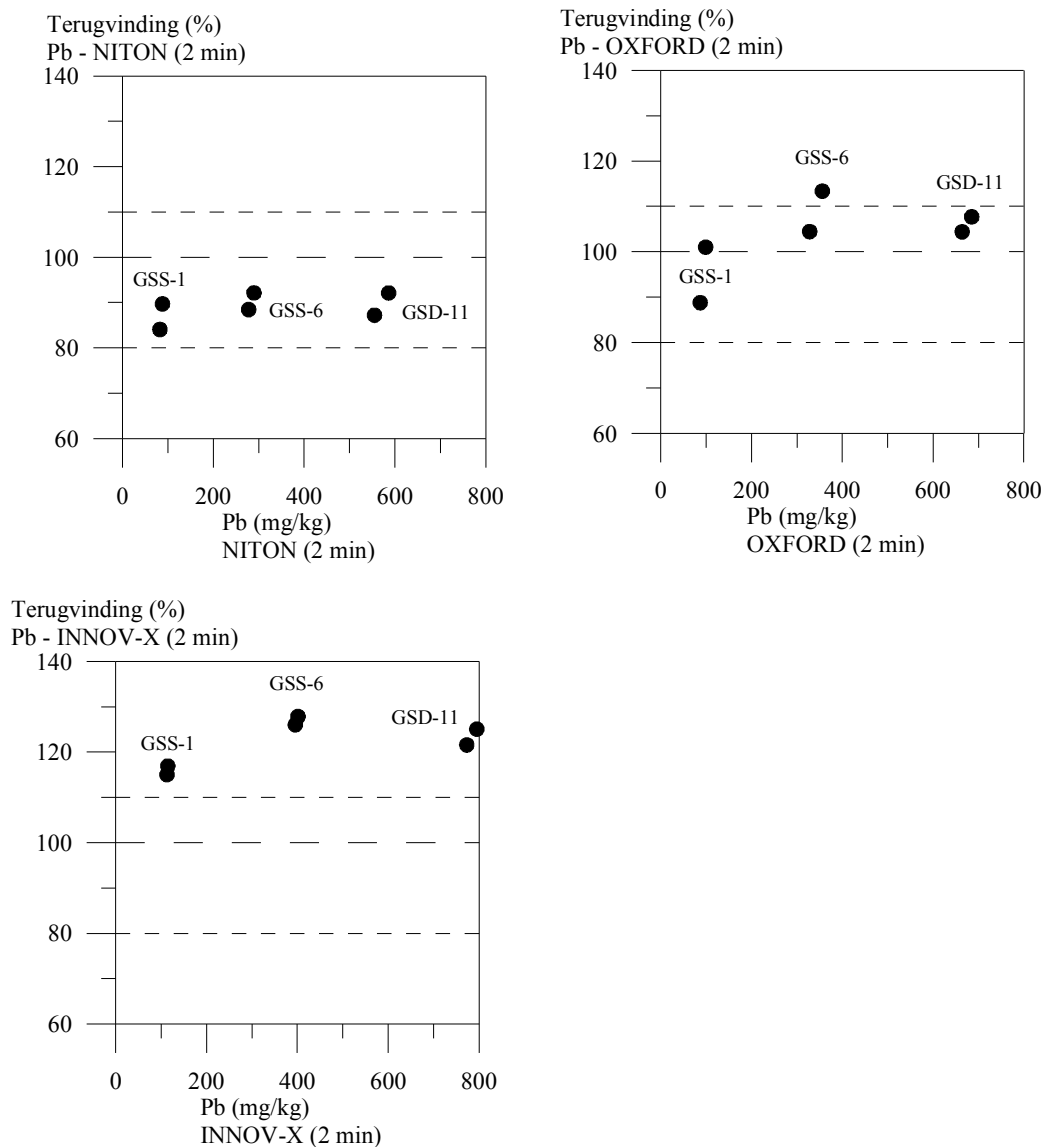 Terugvinding (%)
Pb - NITON (2 min)
140
120
100
80
60
GSS-1
GSS-6
GSD-11
0 200 400 600 800
Pb (mg/kg)
NITON (2 min)
Terugvinding (%)
Pb - OXFORD (2 min)
140
120
100
80
60
GSS-6
GSD-11
GSS-1
0 200 400 600 800
Pb (mg/kg)
OXFORD (2 min)
Terugvinding (%)
Pb - INNOV-X (2 min)
140
120
100
80
60
GSS-6
GSD-11
GSS-1
0 200 400 600 800
Pb (mg/kg)
INNOV-X (2 min)